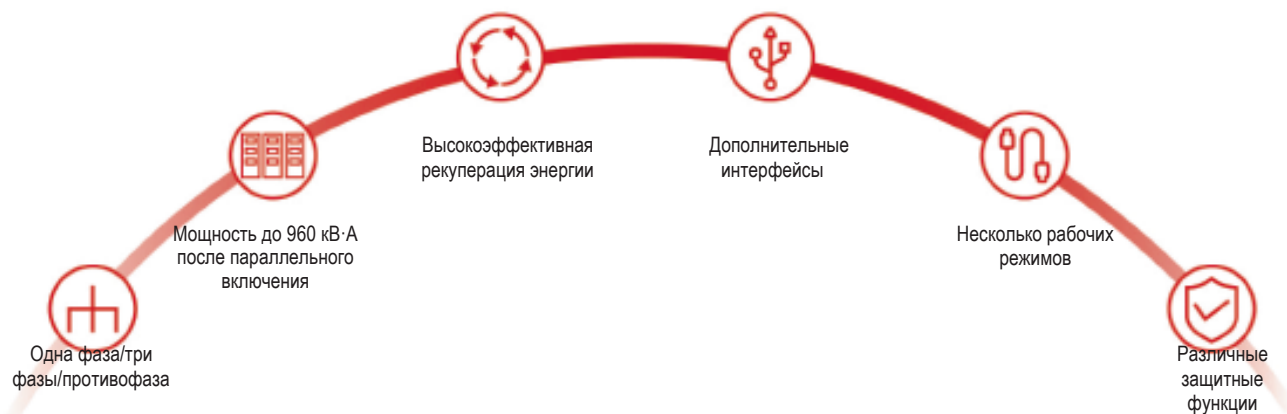 Одна фаза/три
фазы/противофаза
Мощность до 960 кВ·А
после параллельного
включения
Высокоэффективная
рекуперация энергии
Дополнительные
интерфейсы
Несколько рабочих
режимов
Различные
защитные
функции